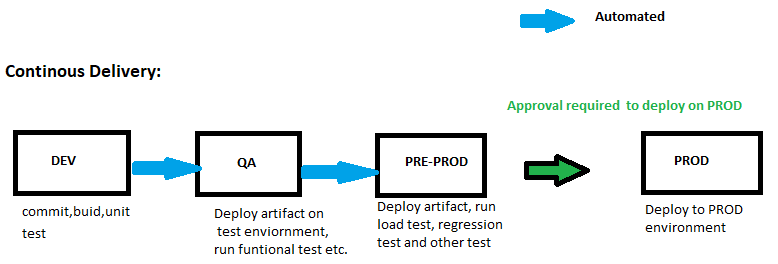 Automated
Continous Delivery:
Approval required  to deploy on PROD
DEV
QA
PRE-PROD
PROD
commit,buid,unit
test
Deploy artifact on
test enviornment,
run funtional test etc.
Deploy artifact, run
load test, regression
test and other test
Deploy to PROD
environment